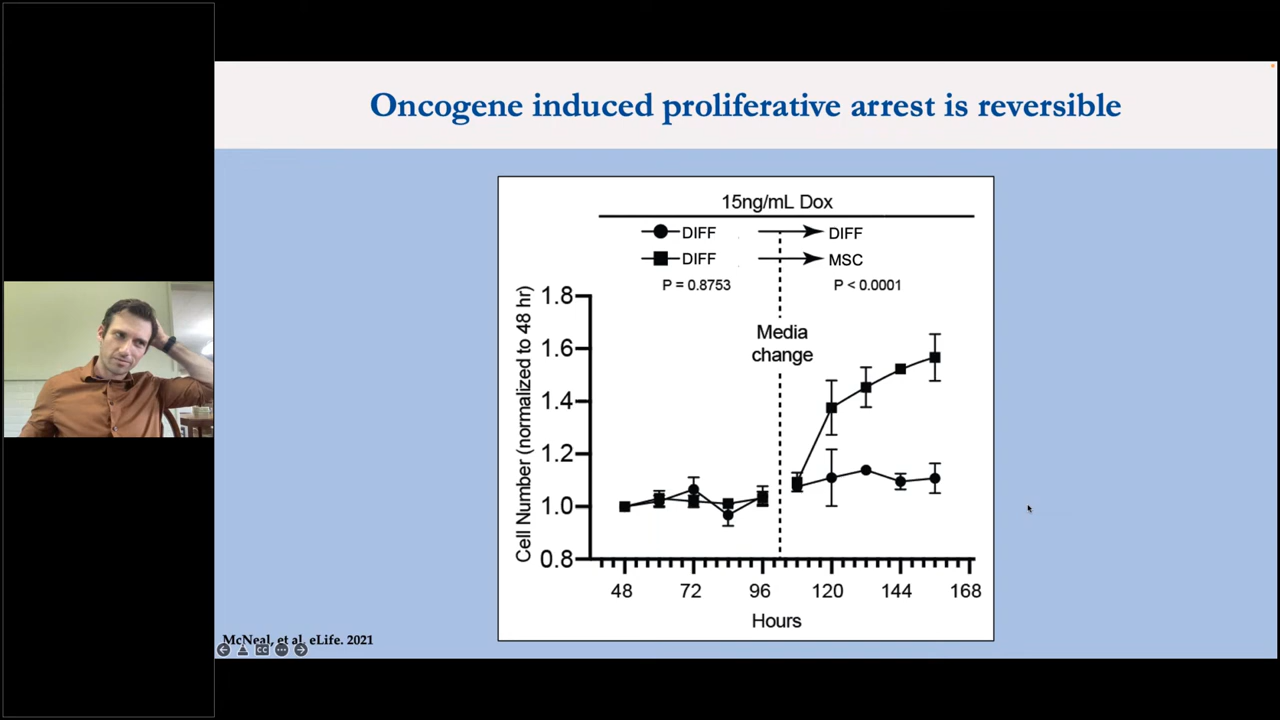 Oncogene induced proliferative arrest is reversible
15ng/mL Dox
DIFF DIFF
DIFF MSC
P = 0.8753 P < 0.0001
Media
change
Cell Number (normalized to 48 hr)
1.8
1.6
1.4
1.2
1.0
0.8
48 72 96 120 144 168
Hours
McNeal, et al. eLife. 2021
CC